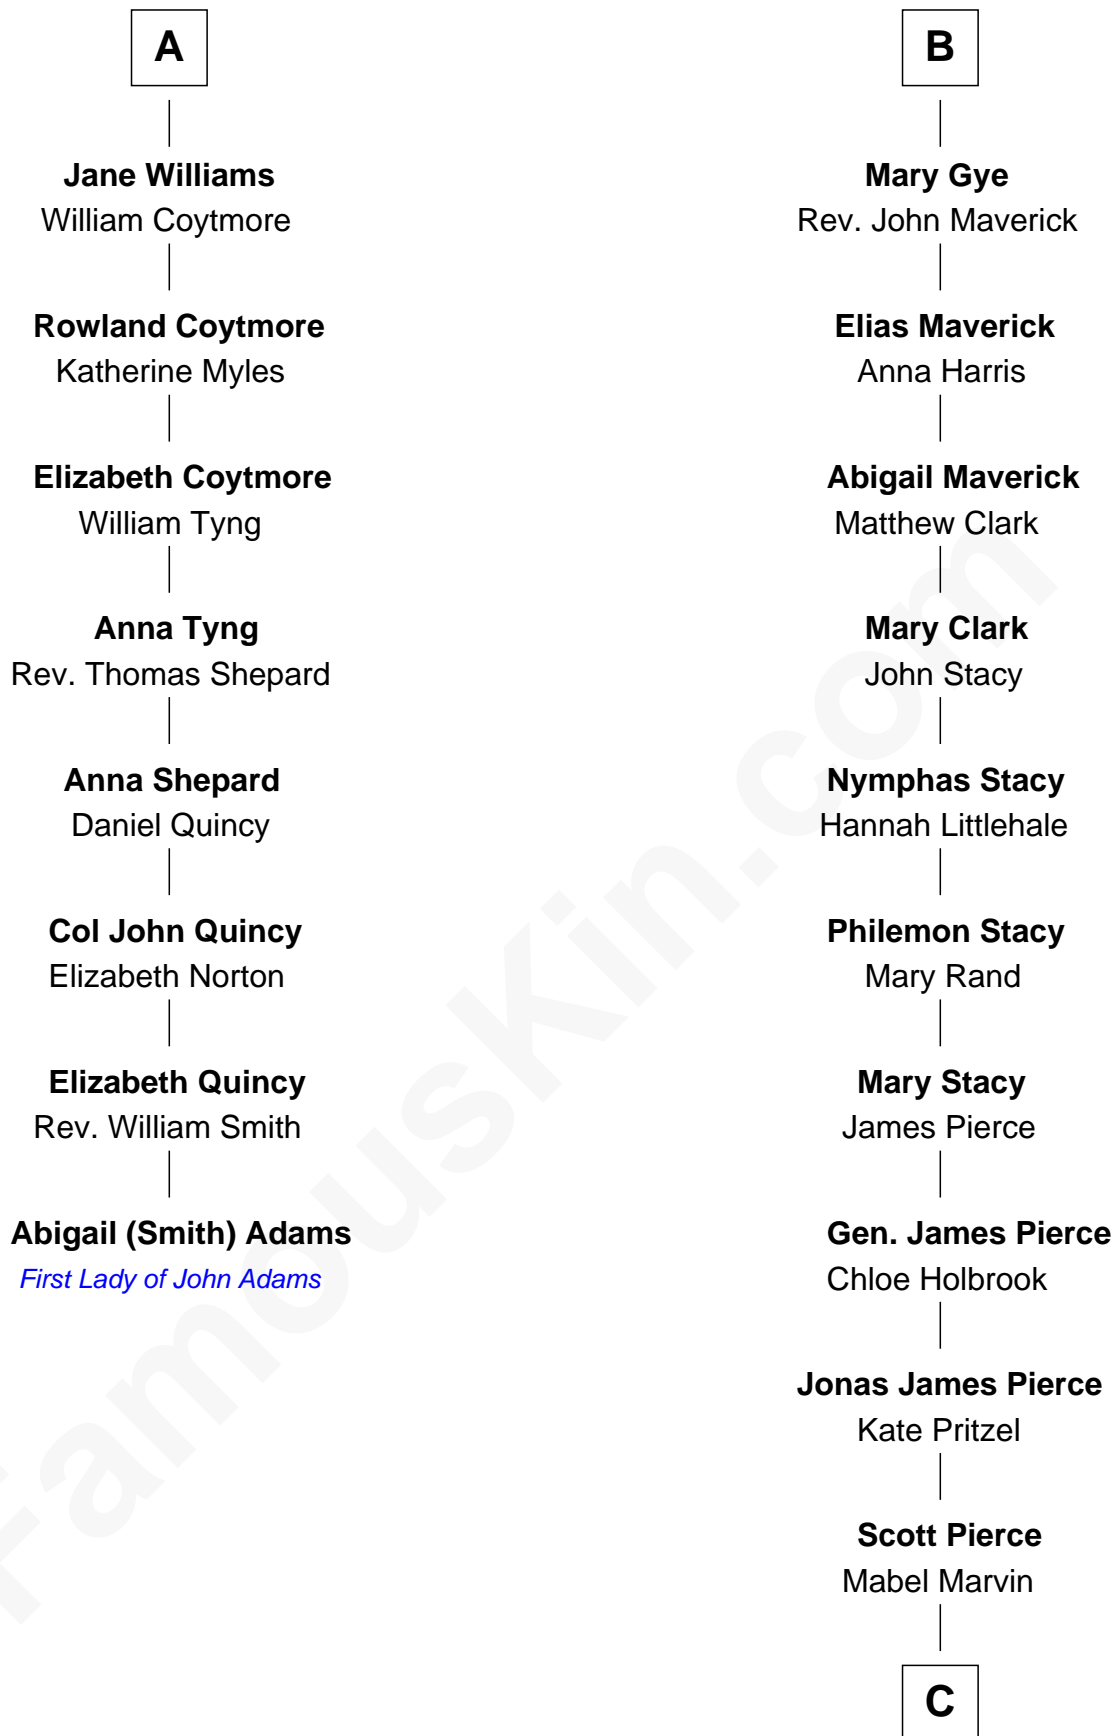 A
Jane Williams
William Coytmore
Rowland Coytmore
Katherine Myles
Elizabeth Coytmore
William Tyng
Anna Tyng
Rev. Thomas Shepard
Anna Shepard
Daniel Quincy
Col John Quincy
Elizabeth Norton
Elizabeth Quincy
Rev. William Smith
Abigail (Smith) Adams
First Lady of John Adams
B
Mary Gye
Rev. John Maverick
Elias Maverick
Anna Harris
Abigail Maverick
Matthew Clark
Mary Clark
John Stacy
Nymphas Stacy
Hannah Littlehale
Philemon Stacy
Mary Rand
Mary Stacy
James Pierce
Gen. James Pierce
Chloe Holbrook
Jonas James Pierce
Kate Pritzel
Scott Pierce
Mabel Marvin
C
FamousKin.com